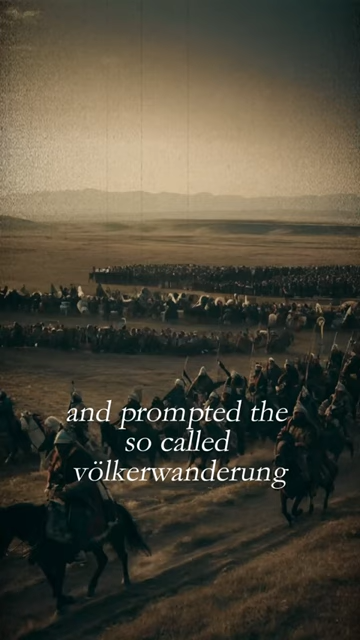 and prompted the
so called
völkerwanderung